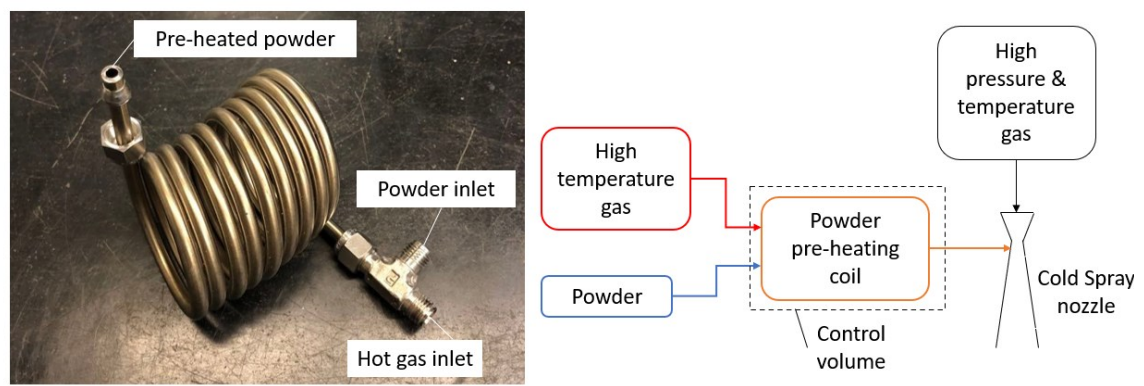 Pre-heated powder
Powder inlet
Hot gas inlet
High
temperature
gas
Powder
Powder
pre-heating
coil
Control
volume
High
pressure &
temperature
gas
Cold Spray
nozzle